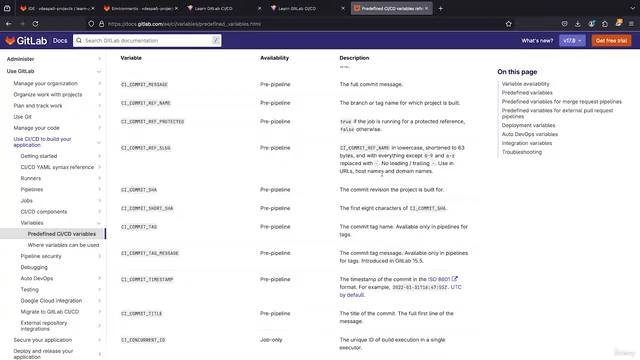 IDE · vdespa8-projects / learn-c
Environments · vdespa8-projec
Learn GitLab CI/CD
Learn GitLab CI/CD
Predefined CI/CD variables refe
https://docs.gitlab.com/ee/ci/variables/predefined_variables.html
GitLab Docs
Search GitLab documentation
What's new?
v17.8
Get free trial
Administer
Use GitLab
Manage your organization
Organize work with projects
Plan and track work
Use Git
Manage your code
Use CI/CD to build your
application
Getting started
CI/CD YAML syntax reference
Runners
Pipelines
Jobs
CI/CD components
Variables
Predefined CI/CD variables
Where variables can be used
Pipeline security
Debugging
Auto DevOps
Testing
Google Cloud integration
Migrate to GitLab CI/CD
External repository
integrations
Secure your application
Deploy and release your
Variable Availability Description
CI_COMMIT_MESSAGE Pre-pipeline The full commit message.
CI_COMMIT_REF_NAME Pre-pipeline The branch or tag name for which project is built.
CI_COMMIT_REF_PROTECTED Pre-pipeline true if the job is running for a protected reference,
false otherwise.
CI_COMMIT_REF_SLUG Pre-pipeline CI_COMMIT_REF_NAME in lowercase, shortened to 63
bytes, and with everything except 0-9 and a-z
replaced with -. No leading / trailing -. Use in
URLs, host names and domain names.
CI_COMMIT_SHA Pre-pipeline The commit revision the project is built for.
CI_COMMIT_SHORT_SHA Pre-pipeline The first eight characters of CI_COMMIT_SHA.
CI_COMMIT_TAG Pre-pipeline The commit tag name. Available only in pipelines for
tags.
CI_COMMIT_TAG_MESSAGE Pre-pipeline The commit tag message. Available only in pipelines
for tags. Introduced in GitLab 15.5.
CI_COMMIT_TIMESTAMP Pre-pipeline The timestamp of the commit in the ISO 8601
format. For example, 2022-01-31T16:47:55Z. UTC
by default.
CI_COMMIT_TITLE Pre-pipeline The title of the commit. The full first line of the
message.
CI_CONCURRENT_ID Job-only The unique ID of build execution in a single
executor.
On this page
Variable availability
Predefined variables
Predefined variables for merge request pipelines
Predefined variables for external pull request
pipelines
Deployment variables
Auto DevOps variables
Integration variables
Troubleshooting